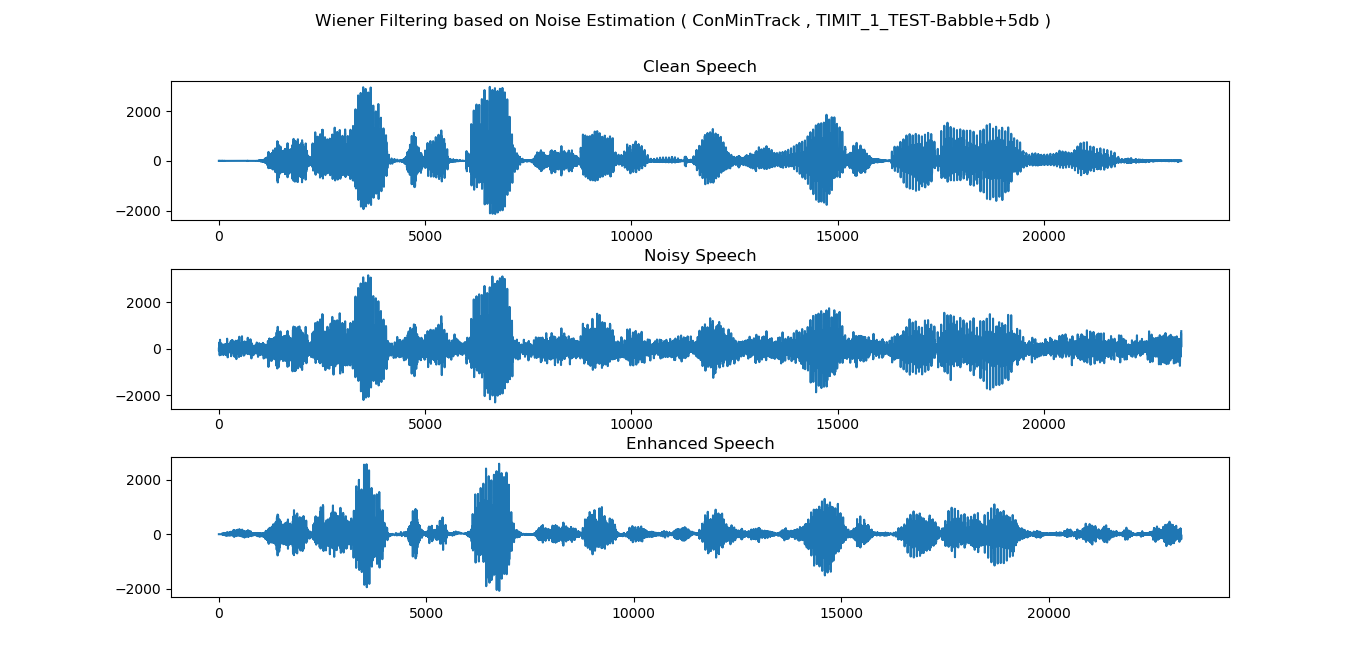 Wiener Filtering based on Noise Estimation ( ConMinTrack , TIMIT_1_TEST-Babble+5db )
Clean Speech
2000
0
−2000
0 5000 10000 15000 20000
Noisy Speech
2000
0
−2000
0 5000 10000 15000 20000
Enhanced Speech
2000
0
−2000
0 5000 10000 15000 20000